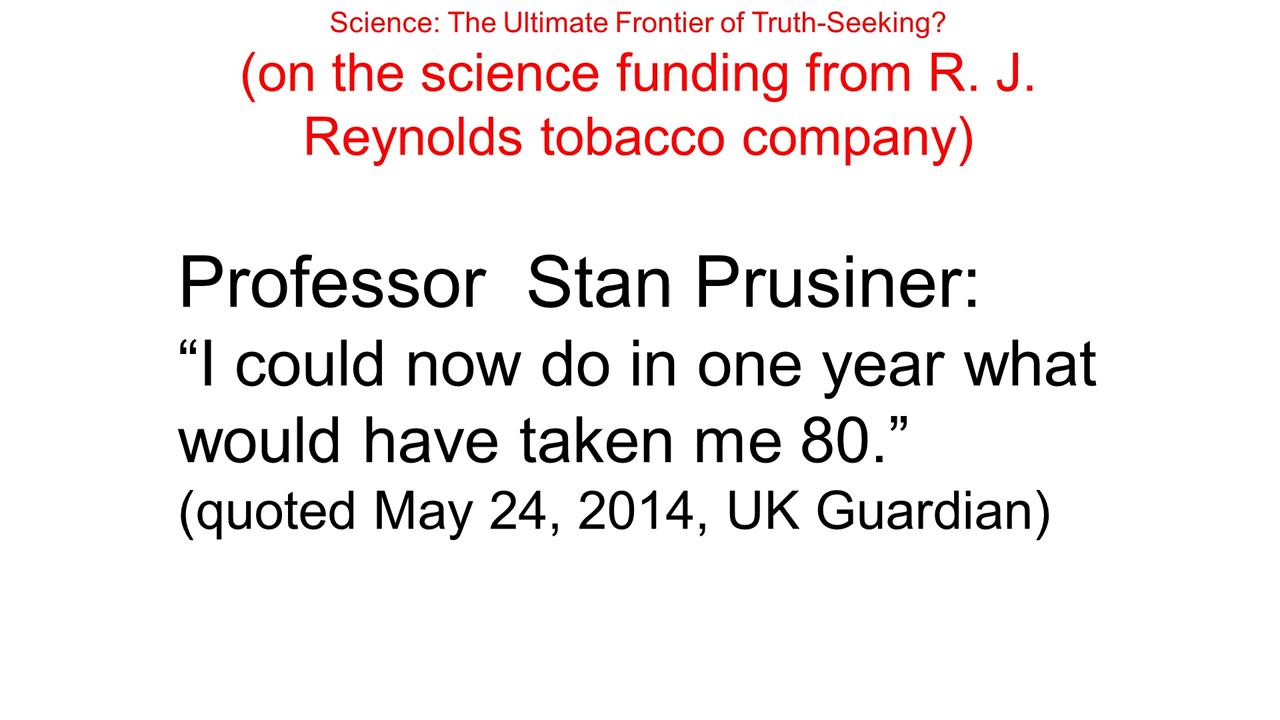 Science: The Ultimate Frontier of Truth-Seeking?
(on the science funding from R. J.
Reynolds tobacco company)
Professor  Stan Prusiner:
“I could now do in one year what
would have taken me 80.”
(quoted May 24, 2014, UK Guardian)